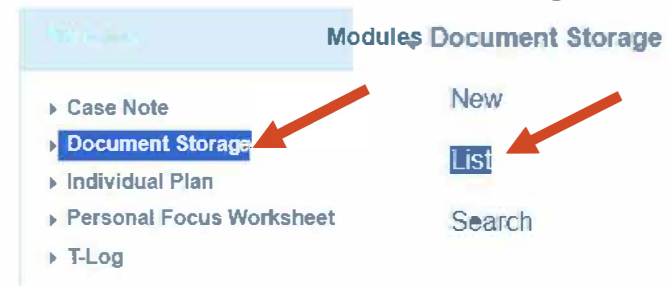 Modules Document Storage
Case Note
Document Storage
Individual Plan
Personal Focus Worksheet
T-Log
New
List
Search